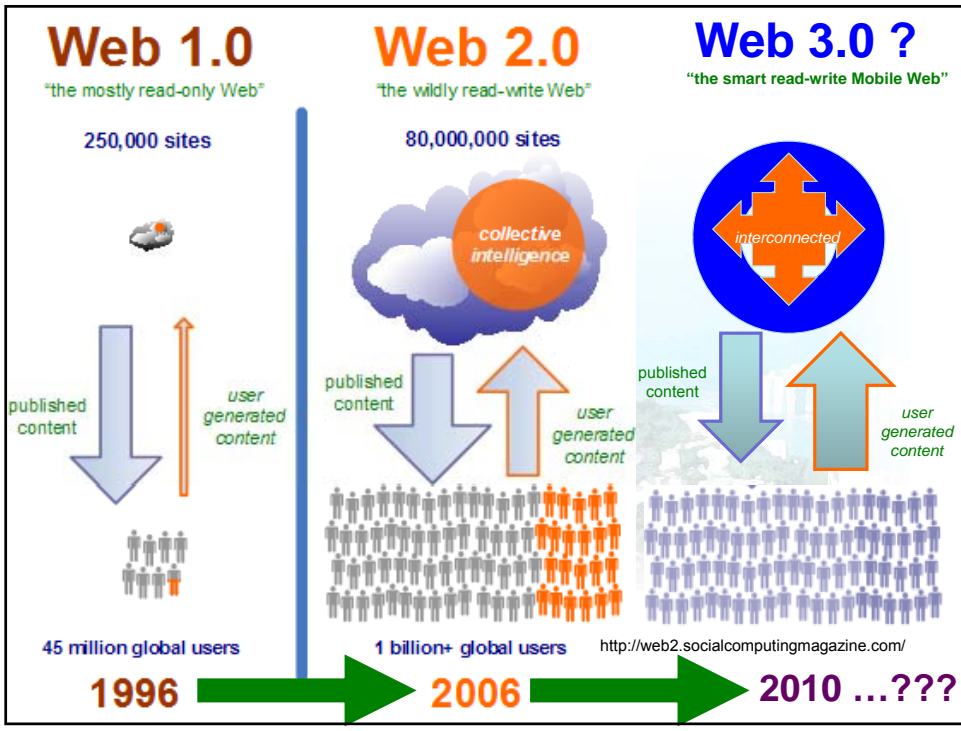 Web 1.0
“the mostly read-only Web”
250,000 sites
published
content
user
generated
content
45 million global users
1996
Web 2.0
“the wildly read-write Web”
80,000,000 sites
collective
intelligence
published
content
user
generated
content
1 billion+ global users
2006
Web 3.0 ?
“the smart read-write Mobile Web”
interconnected
published
content
user
generated
content
http://web2.socialcomputingmagazine.com/
2010 …???